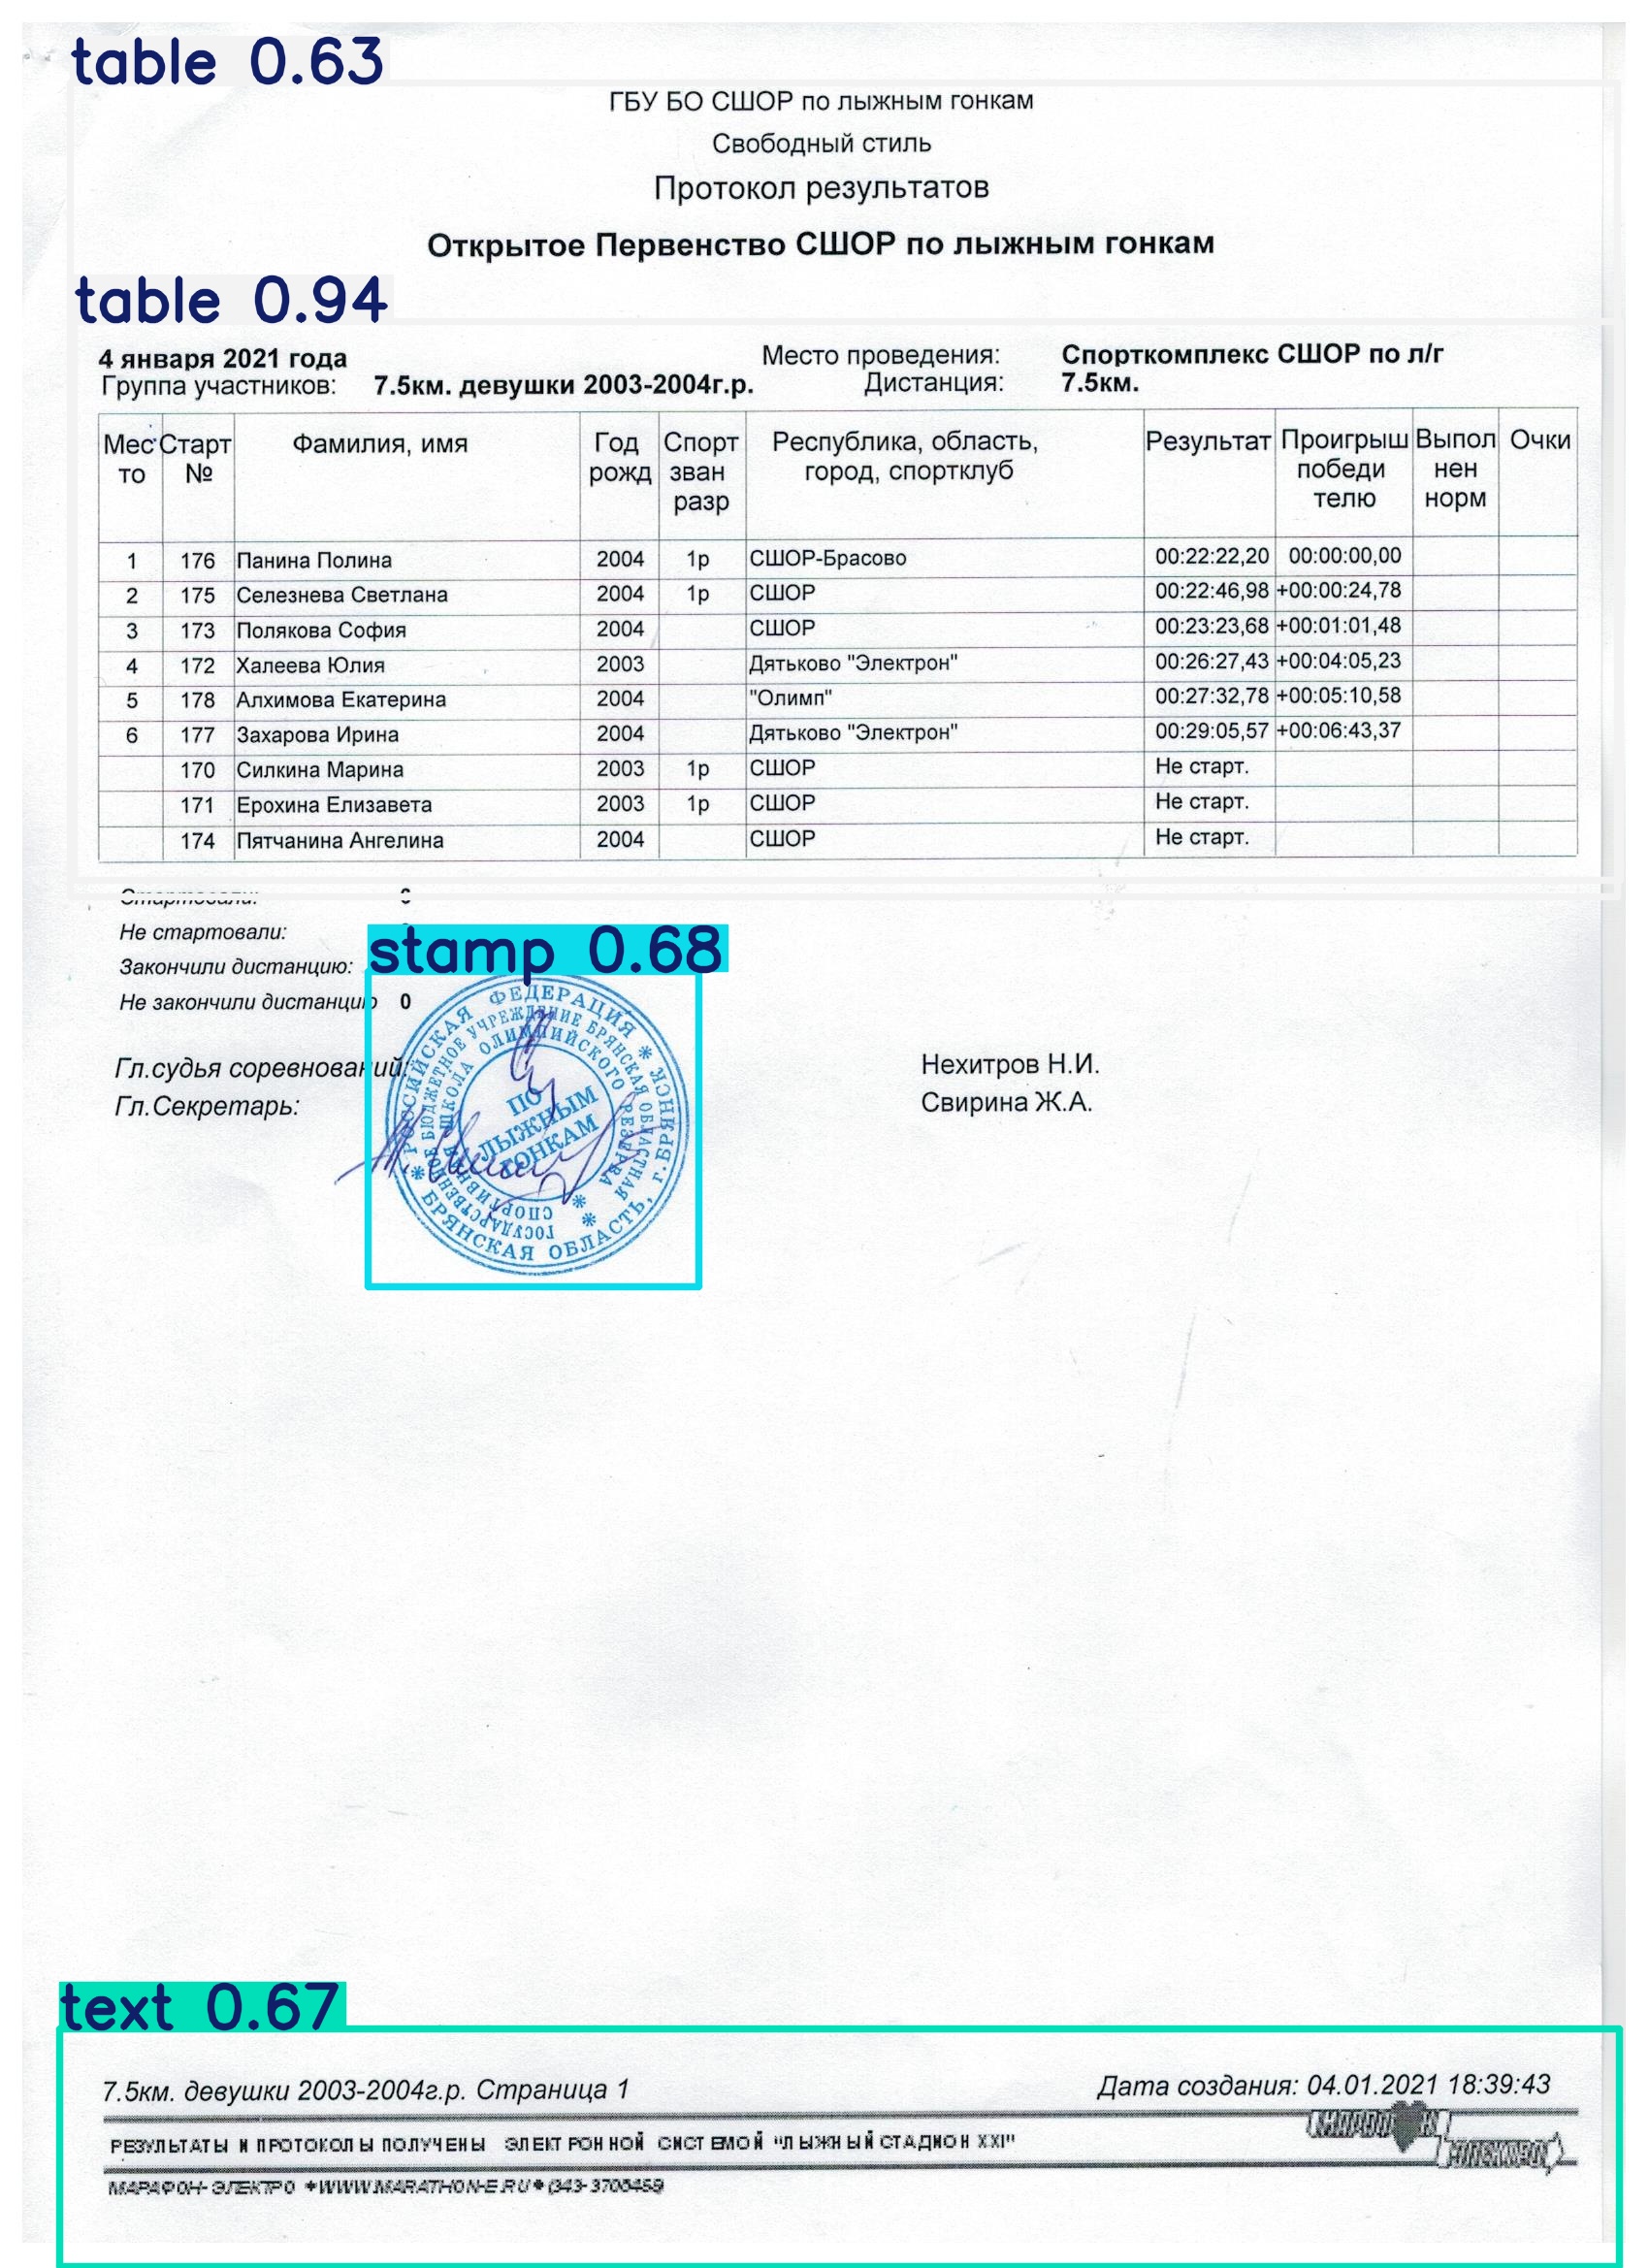 table 0.63
ГБУ БО СШОР по лыжным гонкам
Свободный стиль
Протокол результатов
Открытое Первенство СШОР по лыжным гонкам
table 0.94
4 января 2021 года Место проведения: Спорткомплекс СШОР по л/г
Группа участников: 7.5км. девушки 2003-2004г.р. Дистанция: 7.5км.
Мес Старт Фамилия, имя Год Спорт Республика, область, Результат Проигрыш Выпол Очки
то № рожд зван город, спортклуб победи нен
разр телю норм
1 176 Панина Полина 2004 1р СШОР-Брасово 00:22:22,20 00:00:00,00
2 175 Селезнева Светлана 2004 1р СШОР 00:22:46,98 +00:00:24,78
3 173 Полякова София 2004 СШОР 00:23:23,68 +00:01:01,48
4 172 Халеева Юлия 2003 Дятьково "Электрон" 00:26:27,43 +00:04:05,23
5 178 Алхимова Екатерина 2004 "Олимп" 00:27:32,78 +00:05:10,58
6 177 Захарова Ирина 2004 Дятьково "Электрон" 00:29:05,57 +00:06:43,37
170 Силкина Марина 2003 1р СШОР Не старт.
171 Ерохина Елизавета 2003 1р СШОР Не старт.
174 Пятчанина Ангелина 2004 СШОР Не старт.
Стартовали:
Не стартовали:
stamp 0.68
Закончили дистанцию:
Не закончили дистанцию 0
Гл.судья соревнований: Нехитров Н.И.
Гл.Секретарь: Свирина Ж.А.
РОССИЙСКАЯ ФЕДЕРАЦИЯ * БРЯНСКАЯ ОБЛАСТЬ, г.БРЯНСК *
ГОСУДАРСТВЕННОЕ БЮДЖЕТНОЕ УЧРЕЖДЕНИЕ БРЯНСКАЯ ОБЛАСТНАЯ *
СПОРТИВНАЯ ШКОЛА ОЛИМПИЙСКОГО РЕЗЕРВА *
ПО
ЛЫЖНЫМ
ГОНКАМ
text 0.67
7.5км. девушки 2003-2004г.р. Страница 1 Дата создания: 04.01.2021 18:39:43
РЕЗУЛЬТАТЫ И ПРОТОКОЛЫ ПОЛУЧЕНЫ ЭЛЕКТРОННОЙ СИСТЕМОЙ "ЛЫЖНЫЙ СТАДИОН XXI"
МАРАФОН-ЭЛЕКТРО *WWW.MARATHON-E.RU*